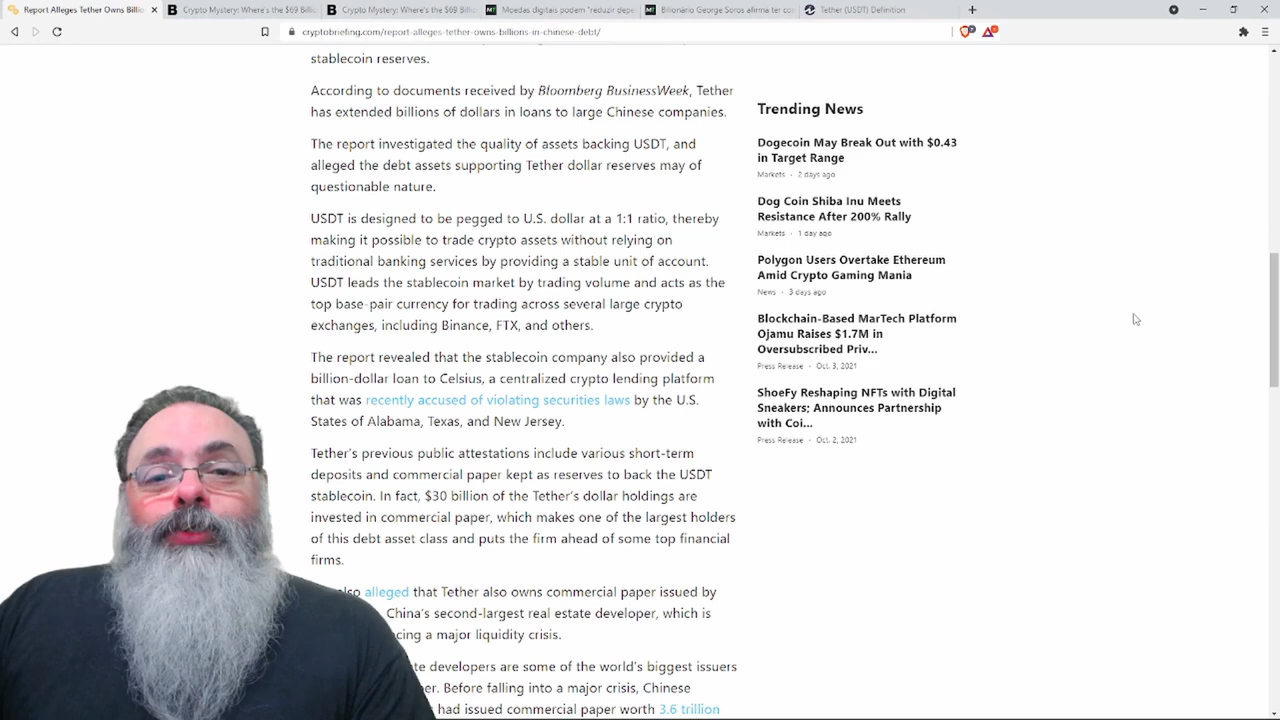 Report Alleges Tether Owns Billio
Crypto Mystery: Where's the $69 Billi
Crypto Mystery: Where's the $69 Billi
Moedas digitais podem "reduzir depe
Bilionário George Soros afirma ter co
Tether (USDT) Definition
cryptobriefing.com/report-alleges-tether-owns-billions-in-chinese-debt/
stablecoin reserves.
According to documents received by Bloomberg BusinessWeek, Tether
has extended billions of dollars in loans to large Chinese companies.
The report investigated the quality of assets backing USDT, and
alleged the debt assets supporting Tether dollar reserves may of
questionable nature.
USDT is designed to be pegged to U.S. dollar at a 1:1 ratio, thereby
making it possible to trade crypto assets without relying on
traditional banking services by providing a stable unit of account.
USDT leads the stablecoin market by trading volume and acts as the
top base-pair currency for trading across several large crypto
exchanges, including Binance, FTX, and others.
The report revealed that the stablecoin company also provided a
billion-dollar loan to Celsius, a centralized crypto lending platform
that was recently accused of violating securities laws by the U.S.
States of Alabama, Texas, and New Jersey.
Tether's previous public attestations include various short-term
deposits and commercial paper kept as reserves to back the USDT
stablecoin. In fact, $30 billion of the Tether's dollar holdings are
invested in commercial paper, which makes one of the largest holders
of this debt asset class and puts the firm ahead of some top financial
firms.
alleged that Tether also owns commercial paper issued by
China's second-largest real estate developer, which is
a major liquidity crisis.
developers are some of the world's biggest issuers
Before falling into a major crisis, Chinese
had issued commercial paper worth 3.6 trillion
Trending News
Dogecoin May Break Out with $0.43
in Target Range
Markets · 2 days ago
Dog Coin Shiba Inu Meets
Resistance After 200% Rally
Markets · 1 day ago
Polygon Users Overtake Ethereum
Amid Crypto Gaming Mania
News · 3 days ago
Blockchain-Based MarTech Platform
Ojamu Raises $1.7M in
Oversubscribed Priv...
Press Release · Oct. 3, 2021
ShoeFy Reshaping NFTs with Digital
Sneakers; Announces Partnership
with Coi...
Press Release · Oct. 2, 2021